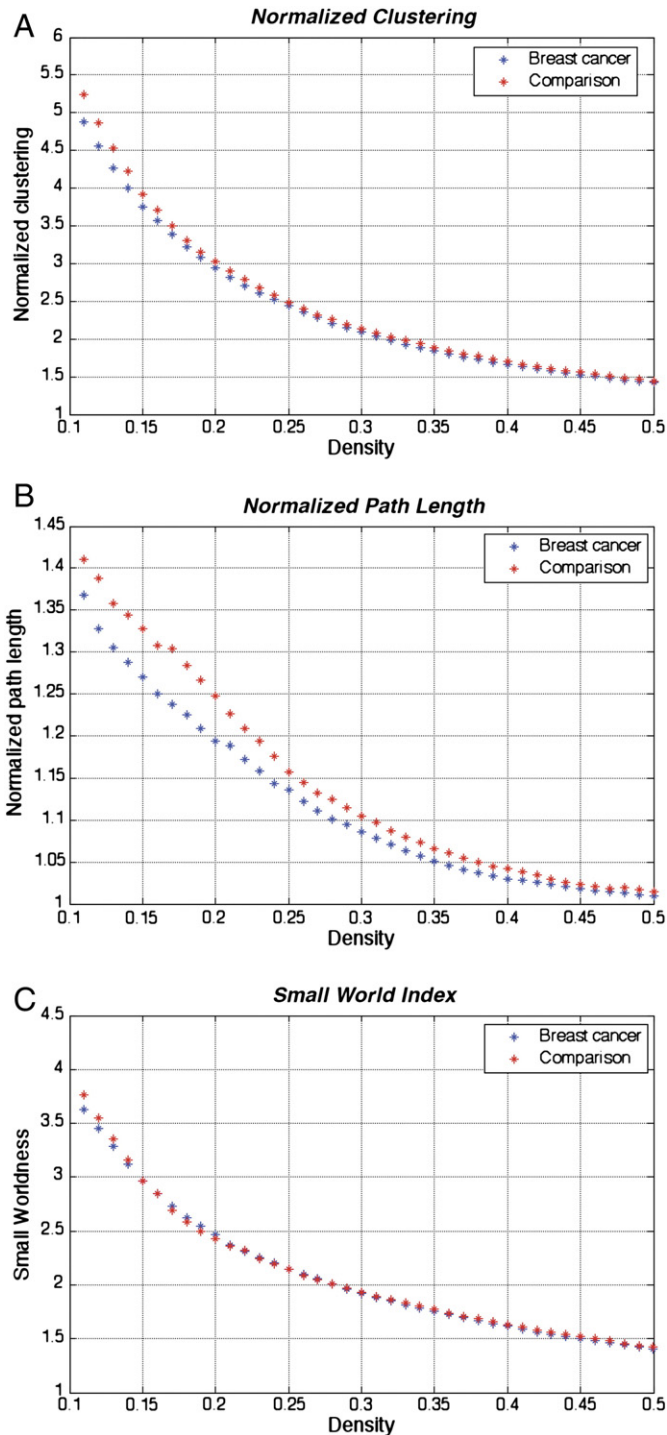 A
Normalized Clustering
6
5.5
5
4.5
4
3.5
3
2.5
2
1.5
1
Normalized clustering
Breast cancer
Comparison
0.1 0.15 0.2 0.25 0.3 0.35 0.4 0.45 0.5
Density
B
Normalized Path Length
1.45
1.4
1.35
1.3
1.25
1.2
1.15
1.1
1.05
1
Normalized path length
Breast cancer
Comparison
0.1 0.15 0.2 0.25 0.3 0.35 0.4 0.45 0.5
Density
C
Small World Index
4.5
4
3.5
3
2.5
2
1.5
1
Small Worldness
Breast cancer
Comparison
0.1 0.15 0.2 0.25 0.3 0.35 0.4 0.45 0.5
Density